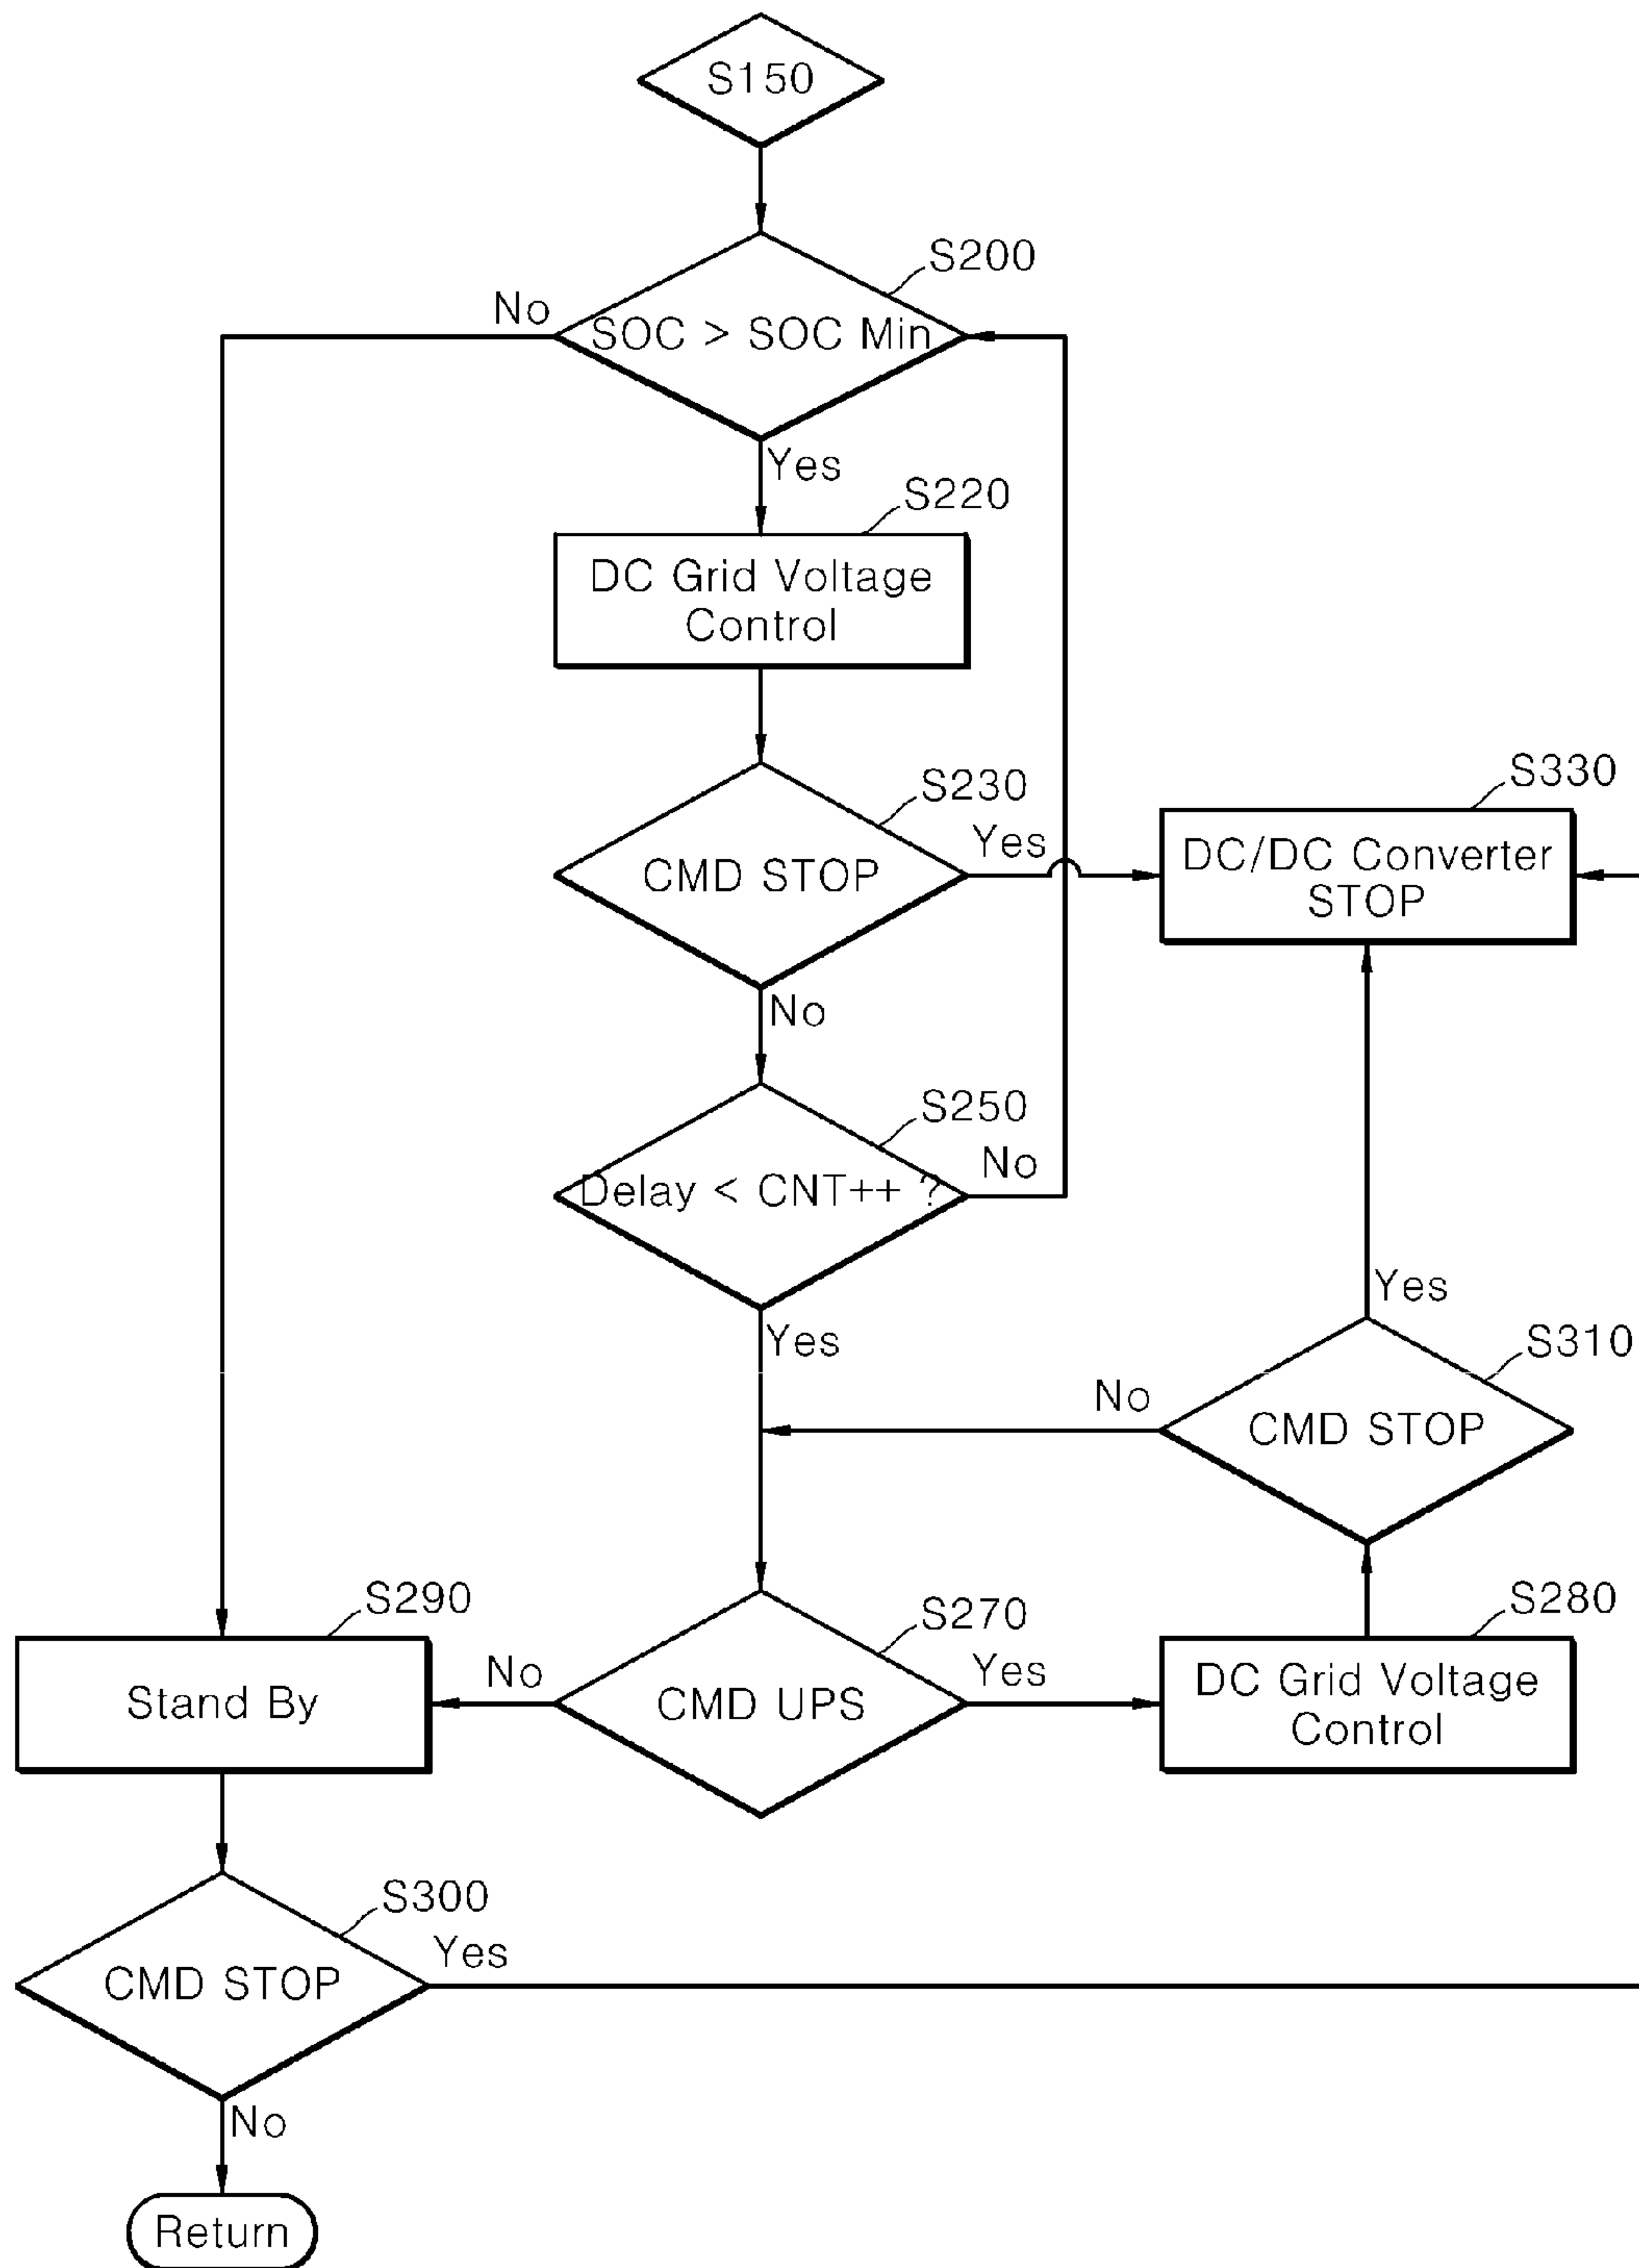 S150
S200
No
SOC > SOC Min
Yes
S220
DC Grid Voltage
Control
S230
Yes
CMD STOP
No
S330
DC/DC Converter
STOP
S250
No
Delay < CNT++ ?
Yes
Yes
S310
No
CMD STOP
S290
Stand By
No
S270
Yes
CMD UPS
S280
DC Grid Voltage
Control
S300
Yes
CMD STOP
No
Return